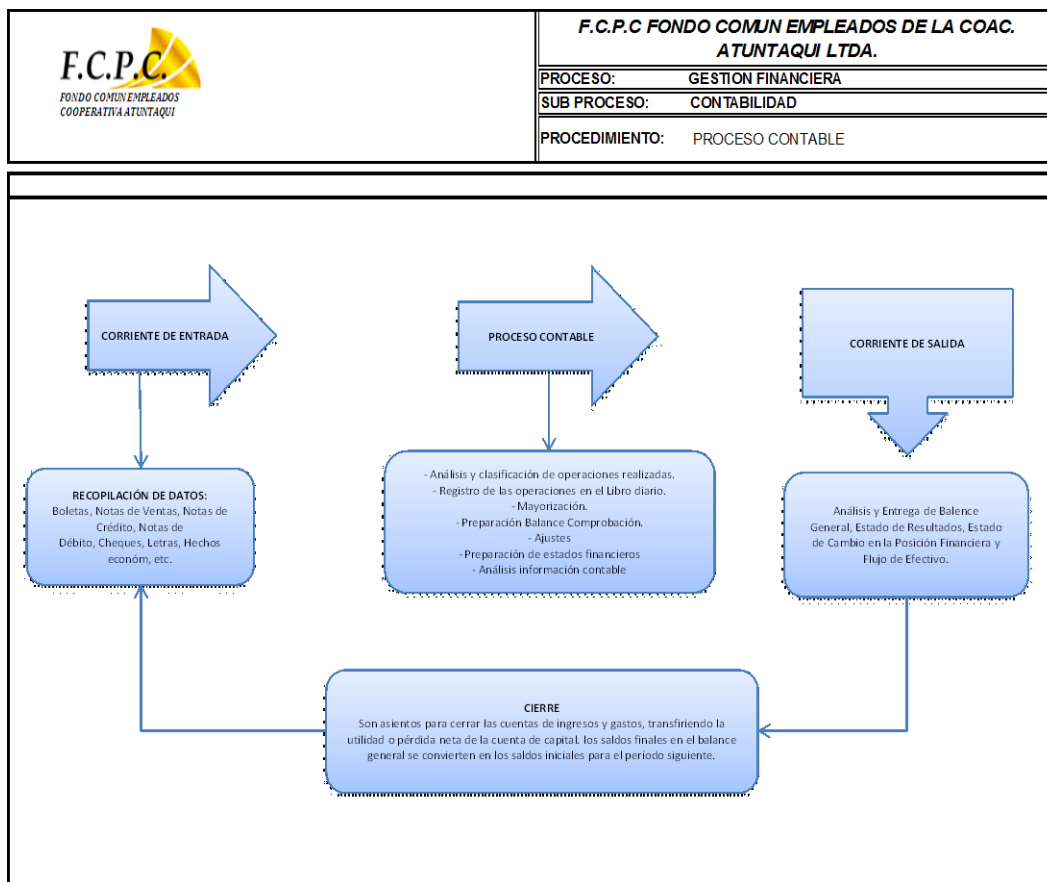 F.C.P.C.
FONDO COMUN EMPLEADOS
COOPERATIVA ATUNTAQUI
F.C.P.C FONDO COMUN EMPLEADOS DE LA COAC.
ATUNTAQUI LTDA.
PROCESO: GESTION FINANCIERA
SUB PROCESO: CONTABILIDAD
PROCEDIMIENTO: PROCESO CONTABLE
CORRIENTE DE ENTRADA
PROCESO CONTABLE
CORRIENTE DE SALIDA
RECOPILACIÓN DE DATOS:
Boletas, Notas de Ventas, Notas de
Crédito, Notas de
Débito, Cheques, Letras, Hechos
económ, etc.
- Análisis y clasificación de operaciones realizadas.
- Registro de las operaciones en el Libro diario.
- Mayorización.
- Preparación Balance Comprobación.
- Ajustes
- Preparación de estados financieros
- Análisis información contable
Análisis y Entrega de Balence
General, Estado de Resultados, Estado
de Cambio en la Posición Financiera y
Flujo de Efectivo.
CIERRE
Son asientos para cerrar las cuentas de ingresos y gastos, transfiriendo la
utilidad o pérdida neta de la cuenta de capital. los saldos finales en el balance
general se convierten en los saldos iniciales para el período siguiente.